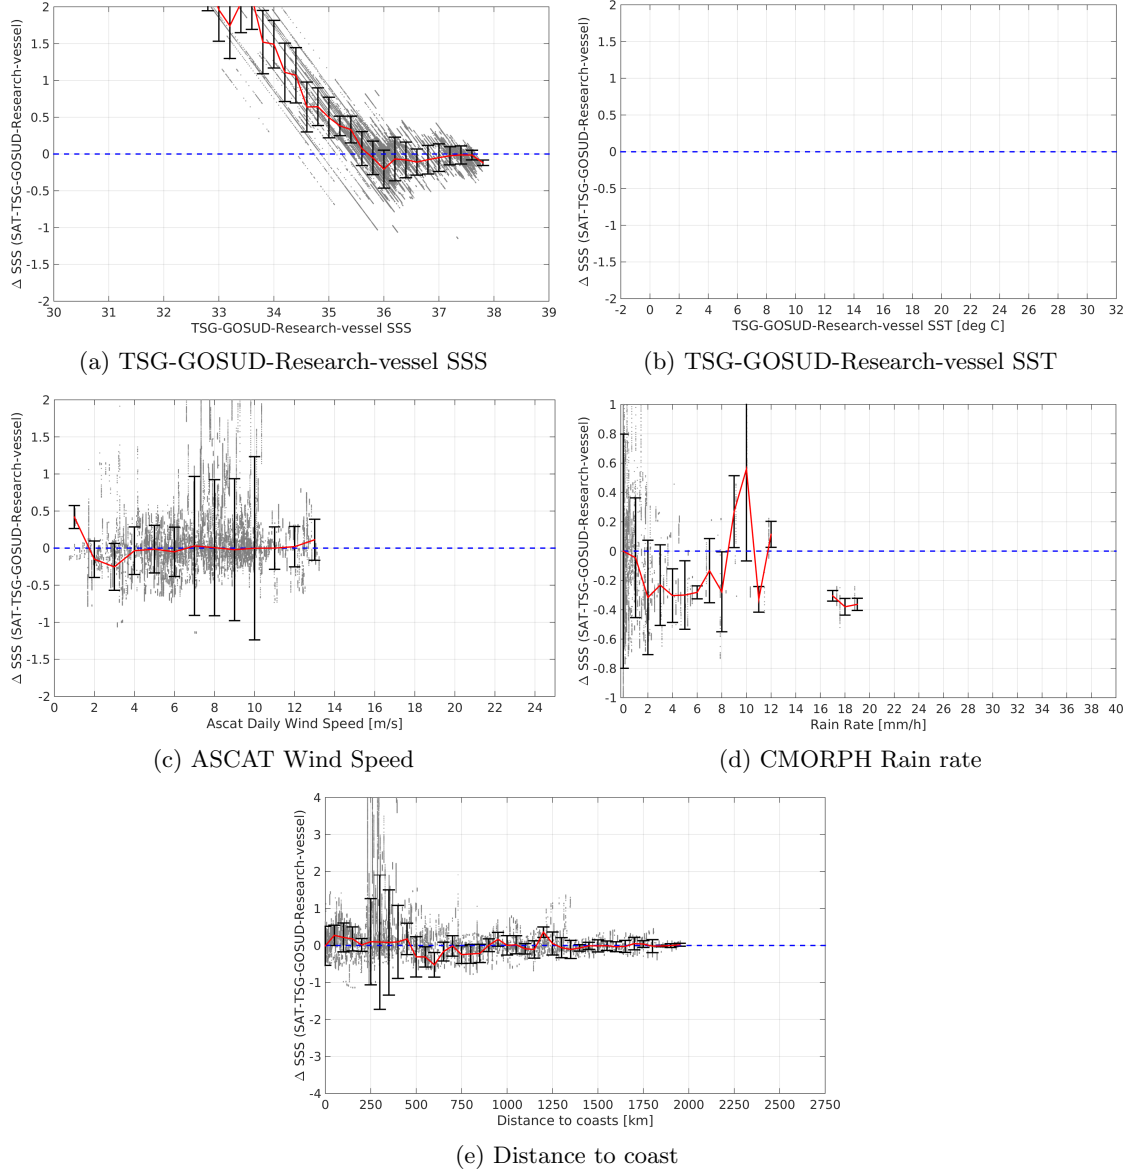 Δ SSS (SAT-TSG-GOSUD-Research-vessel)
2
1.5
1
0.5
0
-0.5
-1
-1.5
-2
30 31 32 33 34 35 36 37 38 39
TSG-GOSUD-Research-vessel SSS
(a) TSG-GOSUD-Research-vessel SSS
Δ SSS (SAT-TSG-GOSUD-Research-vessel)
2
1.5
1
0.5
0
-0.5
-1
-1.5
-2
-2 0 2 4 6 8 10 12 14 16 18 20 22 24 26 28 30 32
TSG-GOSUD-Research-vessel SST [deg C]
(b) TSG-GOSUD-Research-vessel SST
Δ SSS (SAT-TSG-GOSUD-Research-vessel)
2
1.5
1
0.5
0
-0.5
-1
-1.5
-2
0 2 4 6 8 10 12 14 16 18 20 22 24
Ascat Daily Wind Speed [m/s]
(c) ASCAT Wind Speed
Δ SSS (SAT-TSG-GOSUD-Research-vessel)
1
0.8
0.6
0.4
0.2
0
-0.2
-0.4
-0.6
-0.8
-1
0 2 4 6 8 10 12 14 16 18 20 22 24 26 28 30 32 34 36 38 40
Rain Rate [mm/h]
(d) CMORPH Rain rate
Δ SSS (SAT-TSG-GOSUD-Research-vessel)
4
3
2
1
0
-1
-2
-3
-4
0 250 500 750 1000 1250 1500 1750 2000 2250 2500 2750
Distance to coasts [km]
(e) Distance to coast